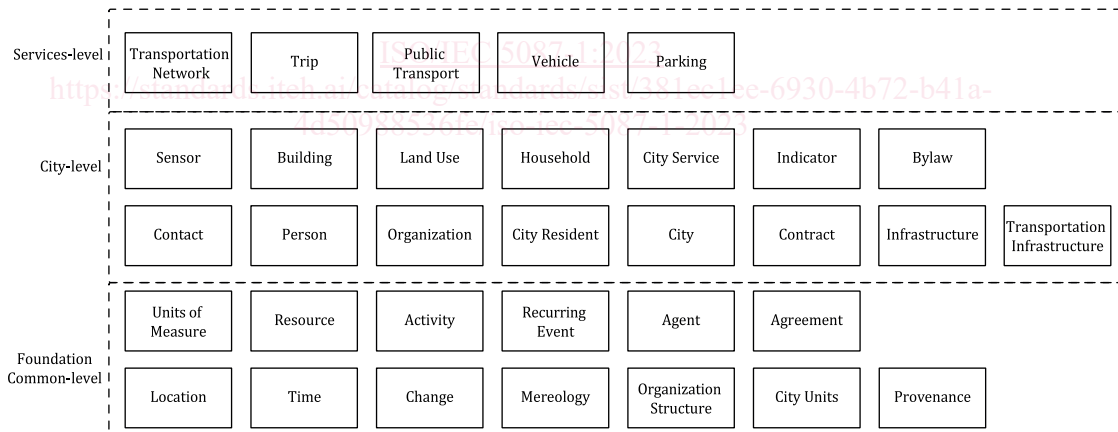 Services-level
Transportation
Network
Trip
Public
Transport
Vehicle
Parking
ISO/IEC 5087-1:2023
https://standards.iteh.ai/catalog/standards/sist/381ec1ee-6930-4b72-b41a-
4d50988536fe/iso-iec-5087-1-2023
City-level
Sensor
Building
Land Use
Household
City Service
Indicator
Bylaw
Contact
Person
Organization
City Resident
City
Contract
Infrastructure
Transportation
Infrastructure
Foundation
Common-level
Units of
Measure
Resource
Activity
Recurring
Event
Agent
Agreement
Location
Time
Change
Mereology
Organization
Structure
City Units
Provenance